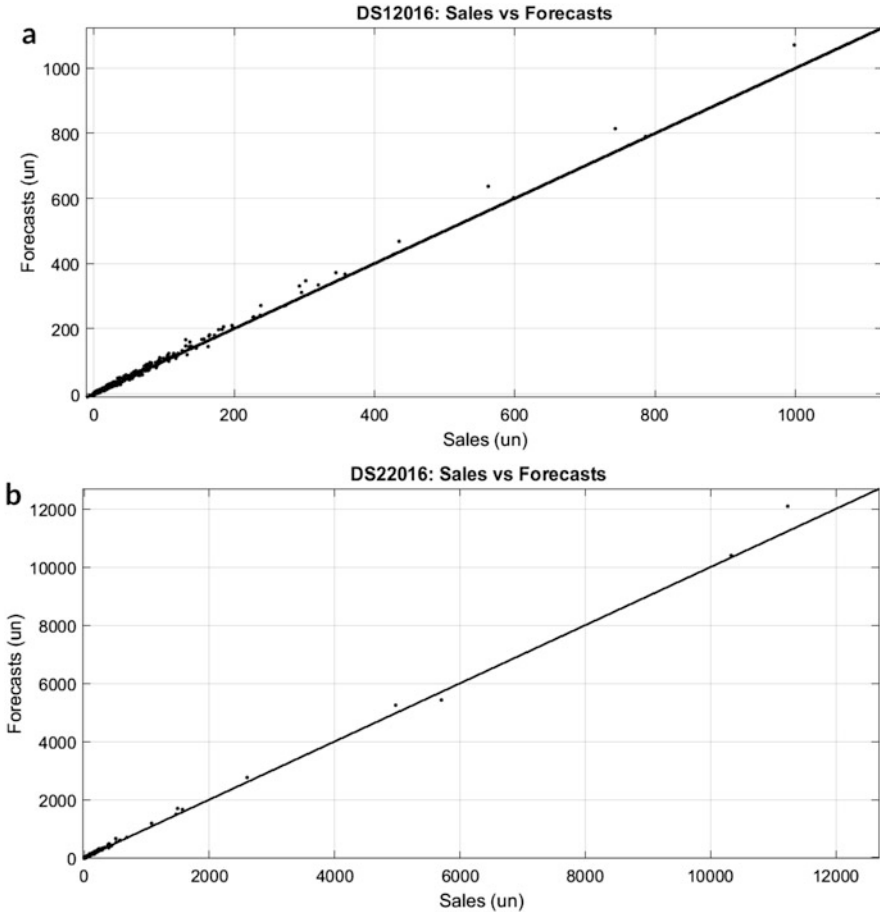 a
DS12016: Sales vs Forecasts
1000
800
600
400
200
0
Forecasts (un)
0 200 400 600 800 1000
Sales (un)
b
DS22016: Sales vs Forecasts
12000
10000
8000
6000
4000
2000
0
Forecasts (un)
0 2000 4000 6000 8000 10000 12000
Sales (un)